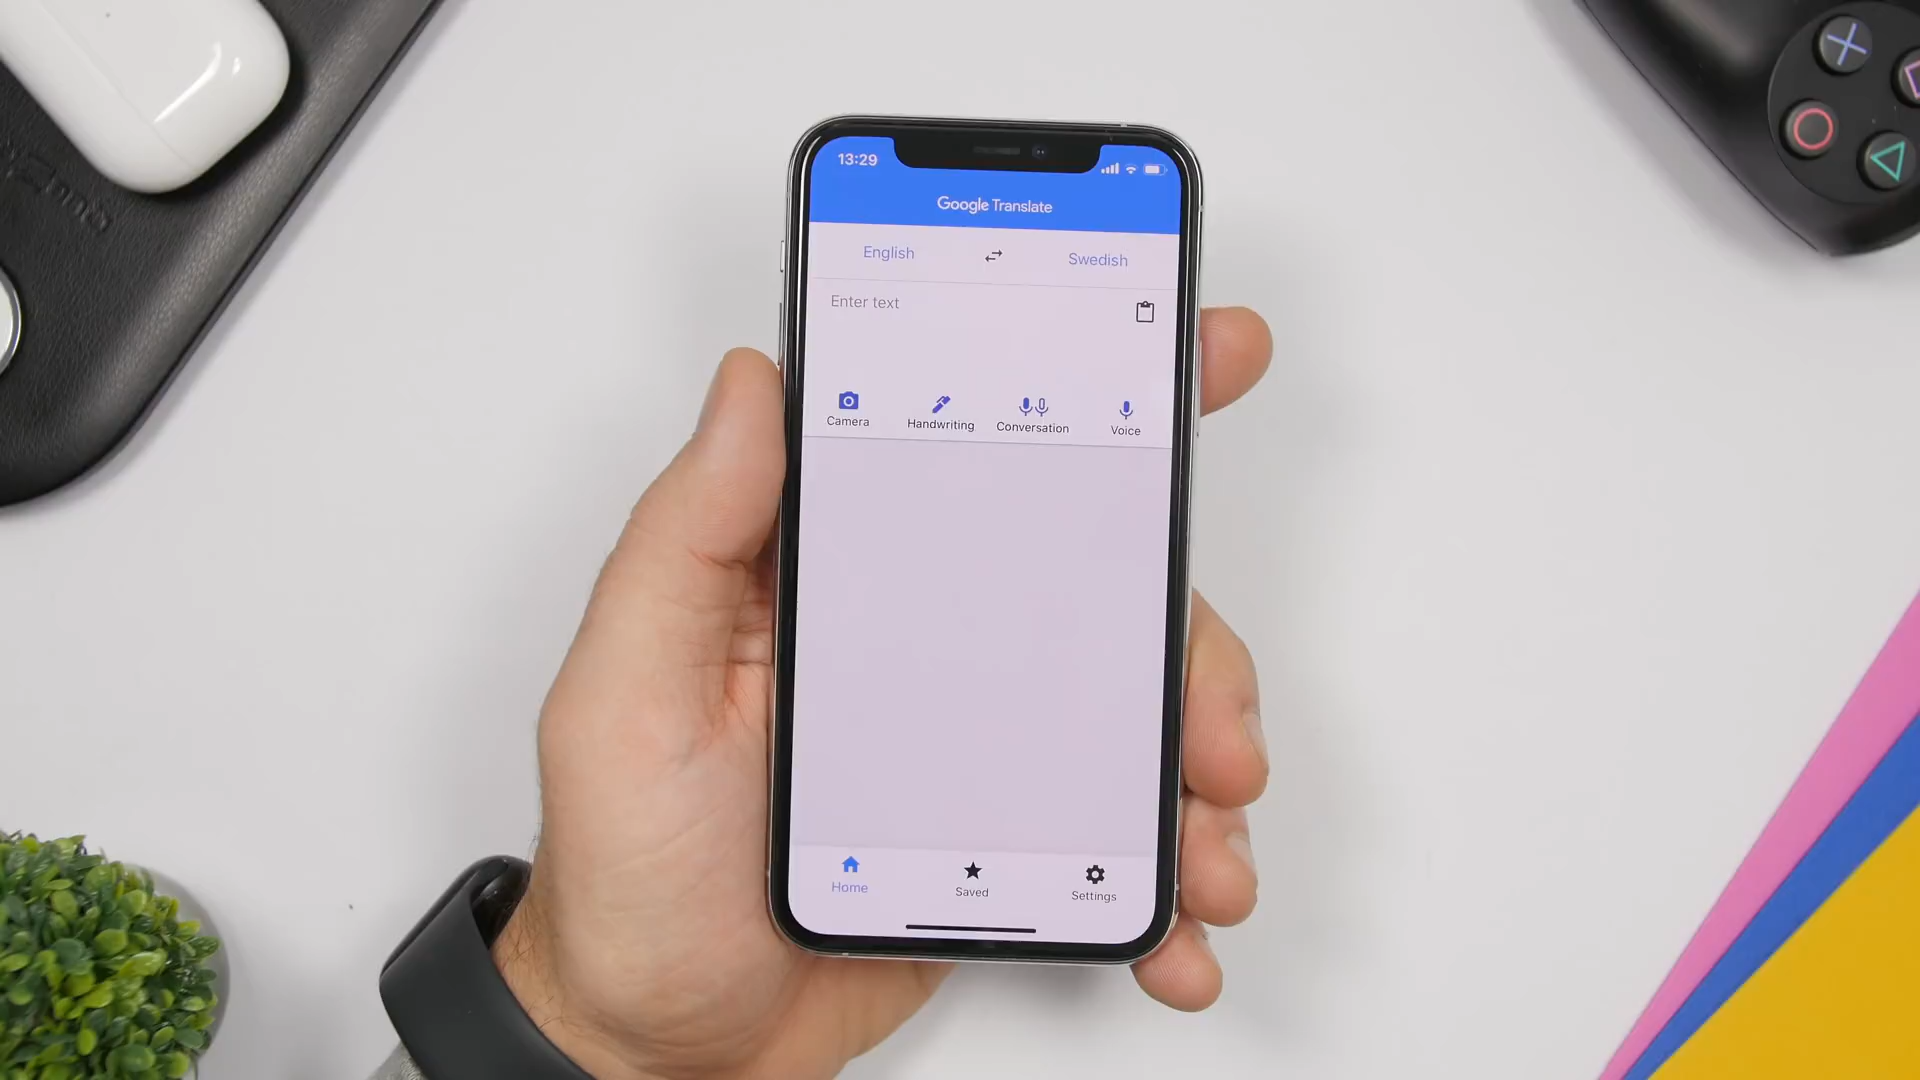 13:29
Google Translate
English
Swedish
Enter text
Camera
Handwriting
Conversation
Voice
Home
Saved
Settings